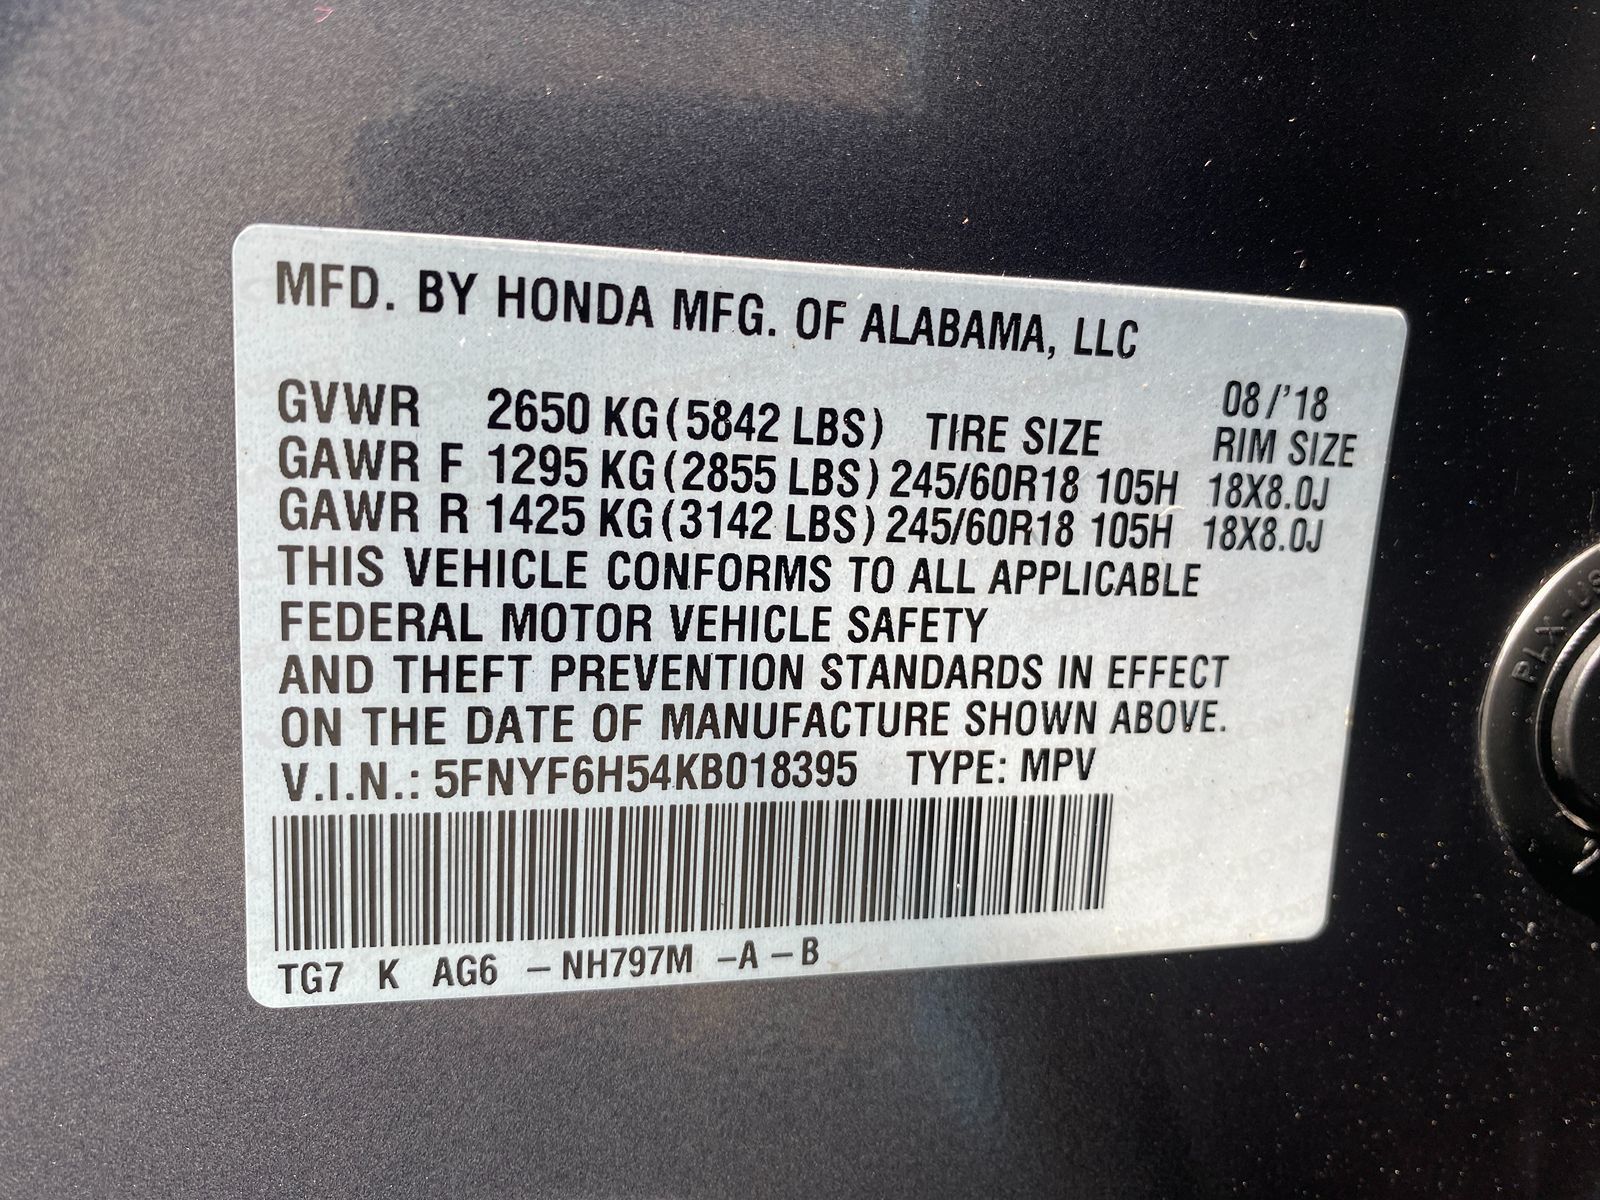 MFD. BY HONDA MFG. OF ALABAMA, LLC
08/'18
GVWR 2650 KG (5842 LBS) TIRE SIZE RIM SIZE
GAWR F 1295 KG (2855 LBS) 245/60R18 105H 18X8.0J
GAWR R 1425 KG (3142 LBS) 245/60R18 105H 18X8.0J
THIS VEHICLE CONFORMS TO ALL APPLICABLE
FEDERAL MOTOR VEHICLE SAFETY
AND THEFT PREVENTION STANDARDS IN EFFECT
ON THE DATE OF MANUFACTURE SHOWN ABOVE.
V.I.N.: 5FNYF6H54KB018395 TYPE: MPV
TG7 K AG6 – NH797M – A – B